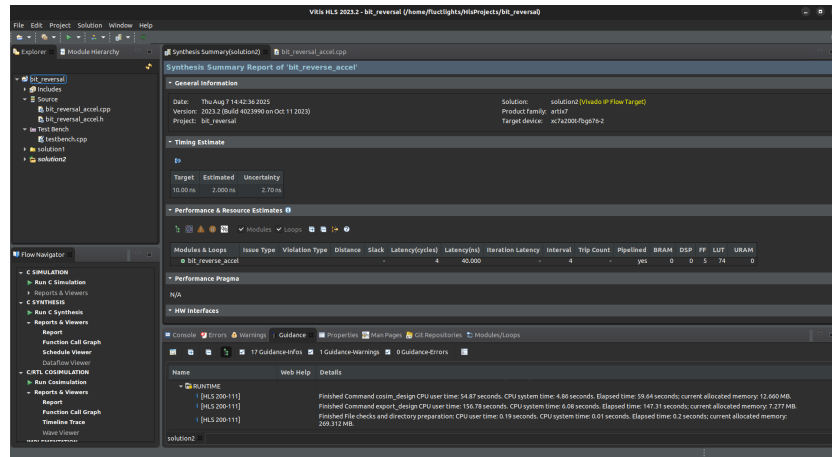 Vitis HLS 2023.2 - bit_reversal (/home/fluctlights/HlsProjects/bit_reversal)
File Edit Project Solution Window Help
Explorer Module Hierarchy
bit_reversal
Includes
Source
bit_reversal_accel.cpp
bit_reversal_accel.h
Test Bench
testbench.cpp
solution1
solution2
Flow Navigator
C SIMULATION
Run C Simulation
Reports & Viewers
C SYNTHESIS
Run C Synthesis
Reports & Viewers
Report
Function Call Graph
Schedule Viewer
Dataflow Viewer
C/RTL COSIMULATION
Run Cosimulation
Reports & Viewers
Report
Function Call Graph
Timeline Trace
Wave Viewer
IMPLEMENTATION
Synthesis Summary(solution2) bit_reversal_accel.cpp
Synthesis Summary Report of 'bit_reverse_accel'
General Information
Date: Thu Aug 7 14:42:36 2025 Solution: solution2 (Vivado IP Flow Target)
Version: 2023.2 (Build 4023990 on Oct 11 2023) Product family: artix7
Project: bit_reversal Target device: xc7a200t-fbg676-2
Timing Estimate
Target Estimated Uncertainty
10.00 ns 2.000 ns 2.70 ns
Performance & Resource Estimates
Modules Loops
Modules & Loops Issue Type Violation Type Distance Slack Latency(cycles) Latency(ns) Iteration Latency Interval Trip Count Pipelined BRAM DSP FF LUT URAM
bit_reverse_accel - 4 40.000 - 4 - yes 0 0 5 74 0
Performance Pragma
N/A
HW Interfaces
Console Errors Warnings Guidance Properties Man Pages Git Repositories Modules/Loops
17 Guidance-Infos 1 Guidance-Warnings 0 Guidance-Errors
Name Web Help Details
RUNTIME
[HLS 200-111] Finished Command cosim_design CPU user time: 54.87 seconds. CPU system time: 4.86 seconds. Elapsed time: 59.64 seconds; current allocated memory: 12.660 MB.
[HLS 200-111] Finished Command export_design CPU user time: 156.78 seconds. CPU system time: 6.08 seconds. Elapsed time: 147.31 seconds; current allocated memory: 7.277 MB.
[HLS 200-111] Finished File checks and directory preparation: CPU user time: 0.19 seconds. CPU system time: 0.01 seconds. Elapsed time: 0.2 seconds; current allocated memory:
269.312 MB.
solution2